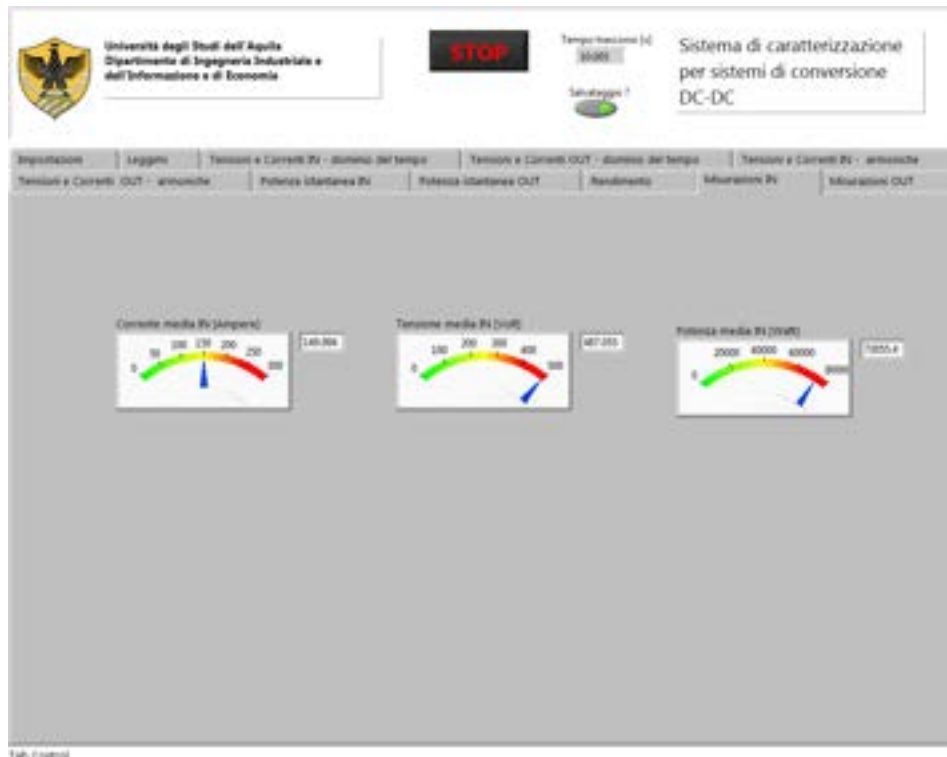 Università degli Studi dell'Aquila
Dipartimento di Ingegneria Industriale e
dell'Informazione e di Economia
STOP
Tempo trascorso [s]
Salvataggio ?
Sistema di caratterizzazione
per sistemi di conversione
DC-DC
Impostazioni Leggimi Tensioni e Correnti IN - dominio del tempo Tensioni e Correnti OUT - dominio del tempo Tensioni e Correnti IN - armoniche
Tensioni e Correnti OUT - armoniche Potenza istantanea IN Potenza istantanea OUT Rendimento Misurazioni IN Misurazioni OUT
Corrente media IN [Ampere]
0 50 100 150 200 250 300
Tensione media IN [Volt]
0 100 200 300 400 500
Potenza media IN [Watt]
0 20000 40000 60000 80000
Tab Control